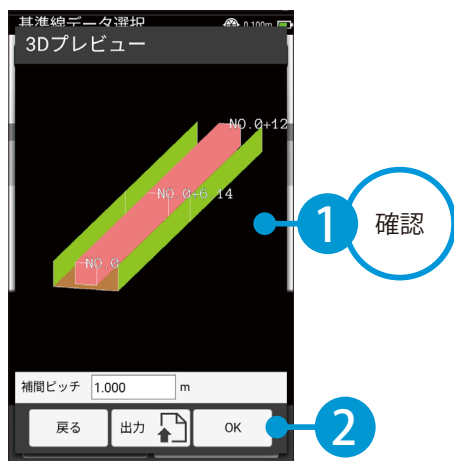 基準線データ選択 0.100m
3Dプレビュー
NO.0+12
NO.0+6.14
NO.0
1 確認
補間ピッチ 1.000 m
戻る 出力 OK 2